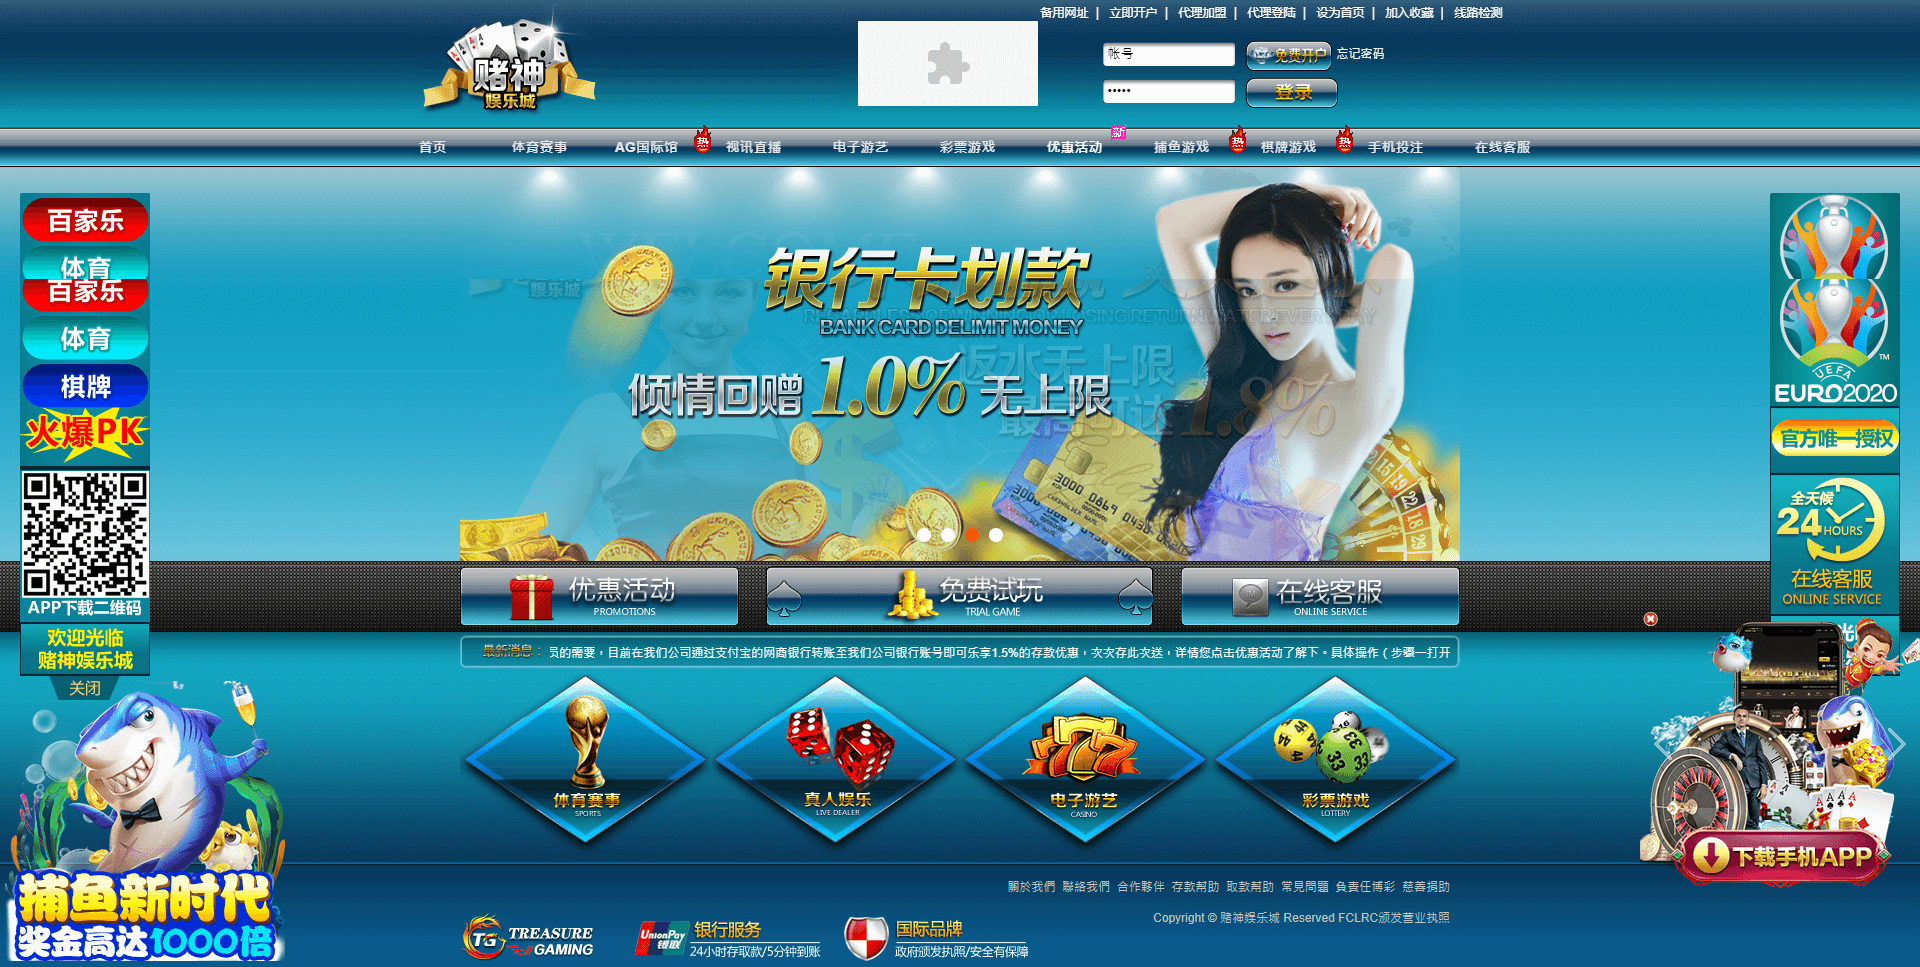 备用网址 | 立即开户 | 代理加盟 | 代理登陆 | 设为首页 | 加入收藏 | 线路检测
赌神
娱乐城
帐号
免费开户
忘记密码
•••••
登录
首页
体育赛事
AG国际馆
热
视讯直播
电子游艺
彩票游戏
优惠活动
新
捕鱼游戏
热
棋牌游戏
热
手机投注
在线客服
百家乐
体育
百家乐
体育
棋牌
火爆PK
APP下载二维码
欢迎光临
赌神娱乐城
关闭
银行卡划款
BANK CARD DELIMIT MONEY
倾情回赠1.0%无上限
返水无上限
最高可达1.8%
REGARDLESS OF WINNING OR LOSING RETURN WATER EVERYDAY
3000 0869 0430
TM
UEFA
EURO2020
官方唯一授权
全天候
24 HOURS
在线客服
ONLINE SERVICE
优惠活动
PROMOTIONS
免费试玩
TRIAL GAME
在线客服
ONLINE SERVICE
最新消息：
员的需要，目前在我们公司通过支付宝的网商银行转账至我们公司银行账号即可乐享1.5%的存款优惠，次次存此次送，详情您点击优惠活动了解下。具体操作（步骤一打开
体育赛事
SPORTS
真人娱乐
LIVE DEALER
777
电子游艺
CASINO
彩票游戏
LOTTERY
捕鱼新时代
奖金高达1000倍
下载手机APP
關於我們 聯絡我們 合作夥伴 存款幫助 取款幫助 常見問題 負責任博彩 慈善捐助
Copyright © 赌神娱乐城 Reserved FCLRC颁发营业执照
TG TREASURE
GAMING
UnionPay
银联
银行服务
24小时存取款/5分钟到账
国际品牌
政府颁发执照/安全有保障